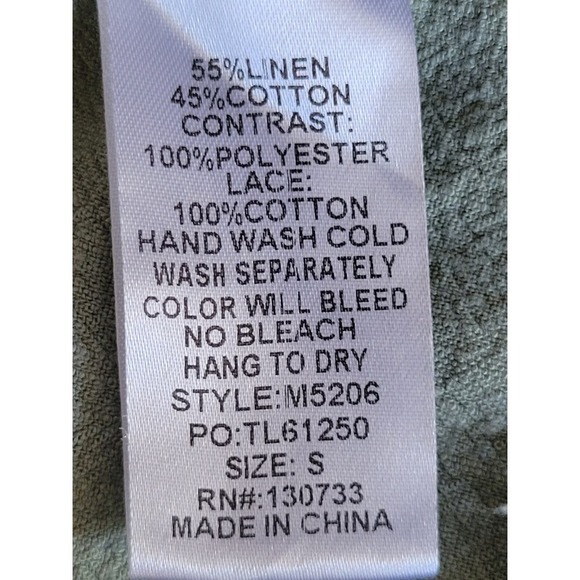 55%LINEN
45%COTTON
CONTRAST:
100%POLYESTER
LACE:
100%COTTON
HAND WASH COLD
WASH SEPARATELY
COLOR WILL BLEED
NO BLEACH
HANG TO DRY
STYLE:M5206
PO:TL61250
SIZE: S
RN#:130733
MADE IN CHINA